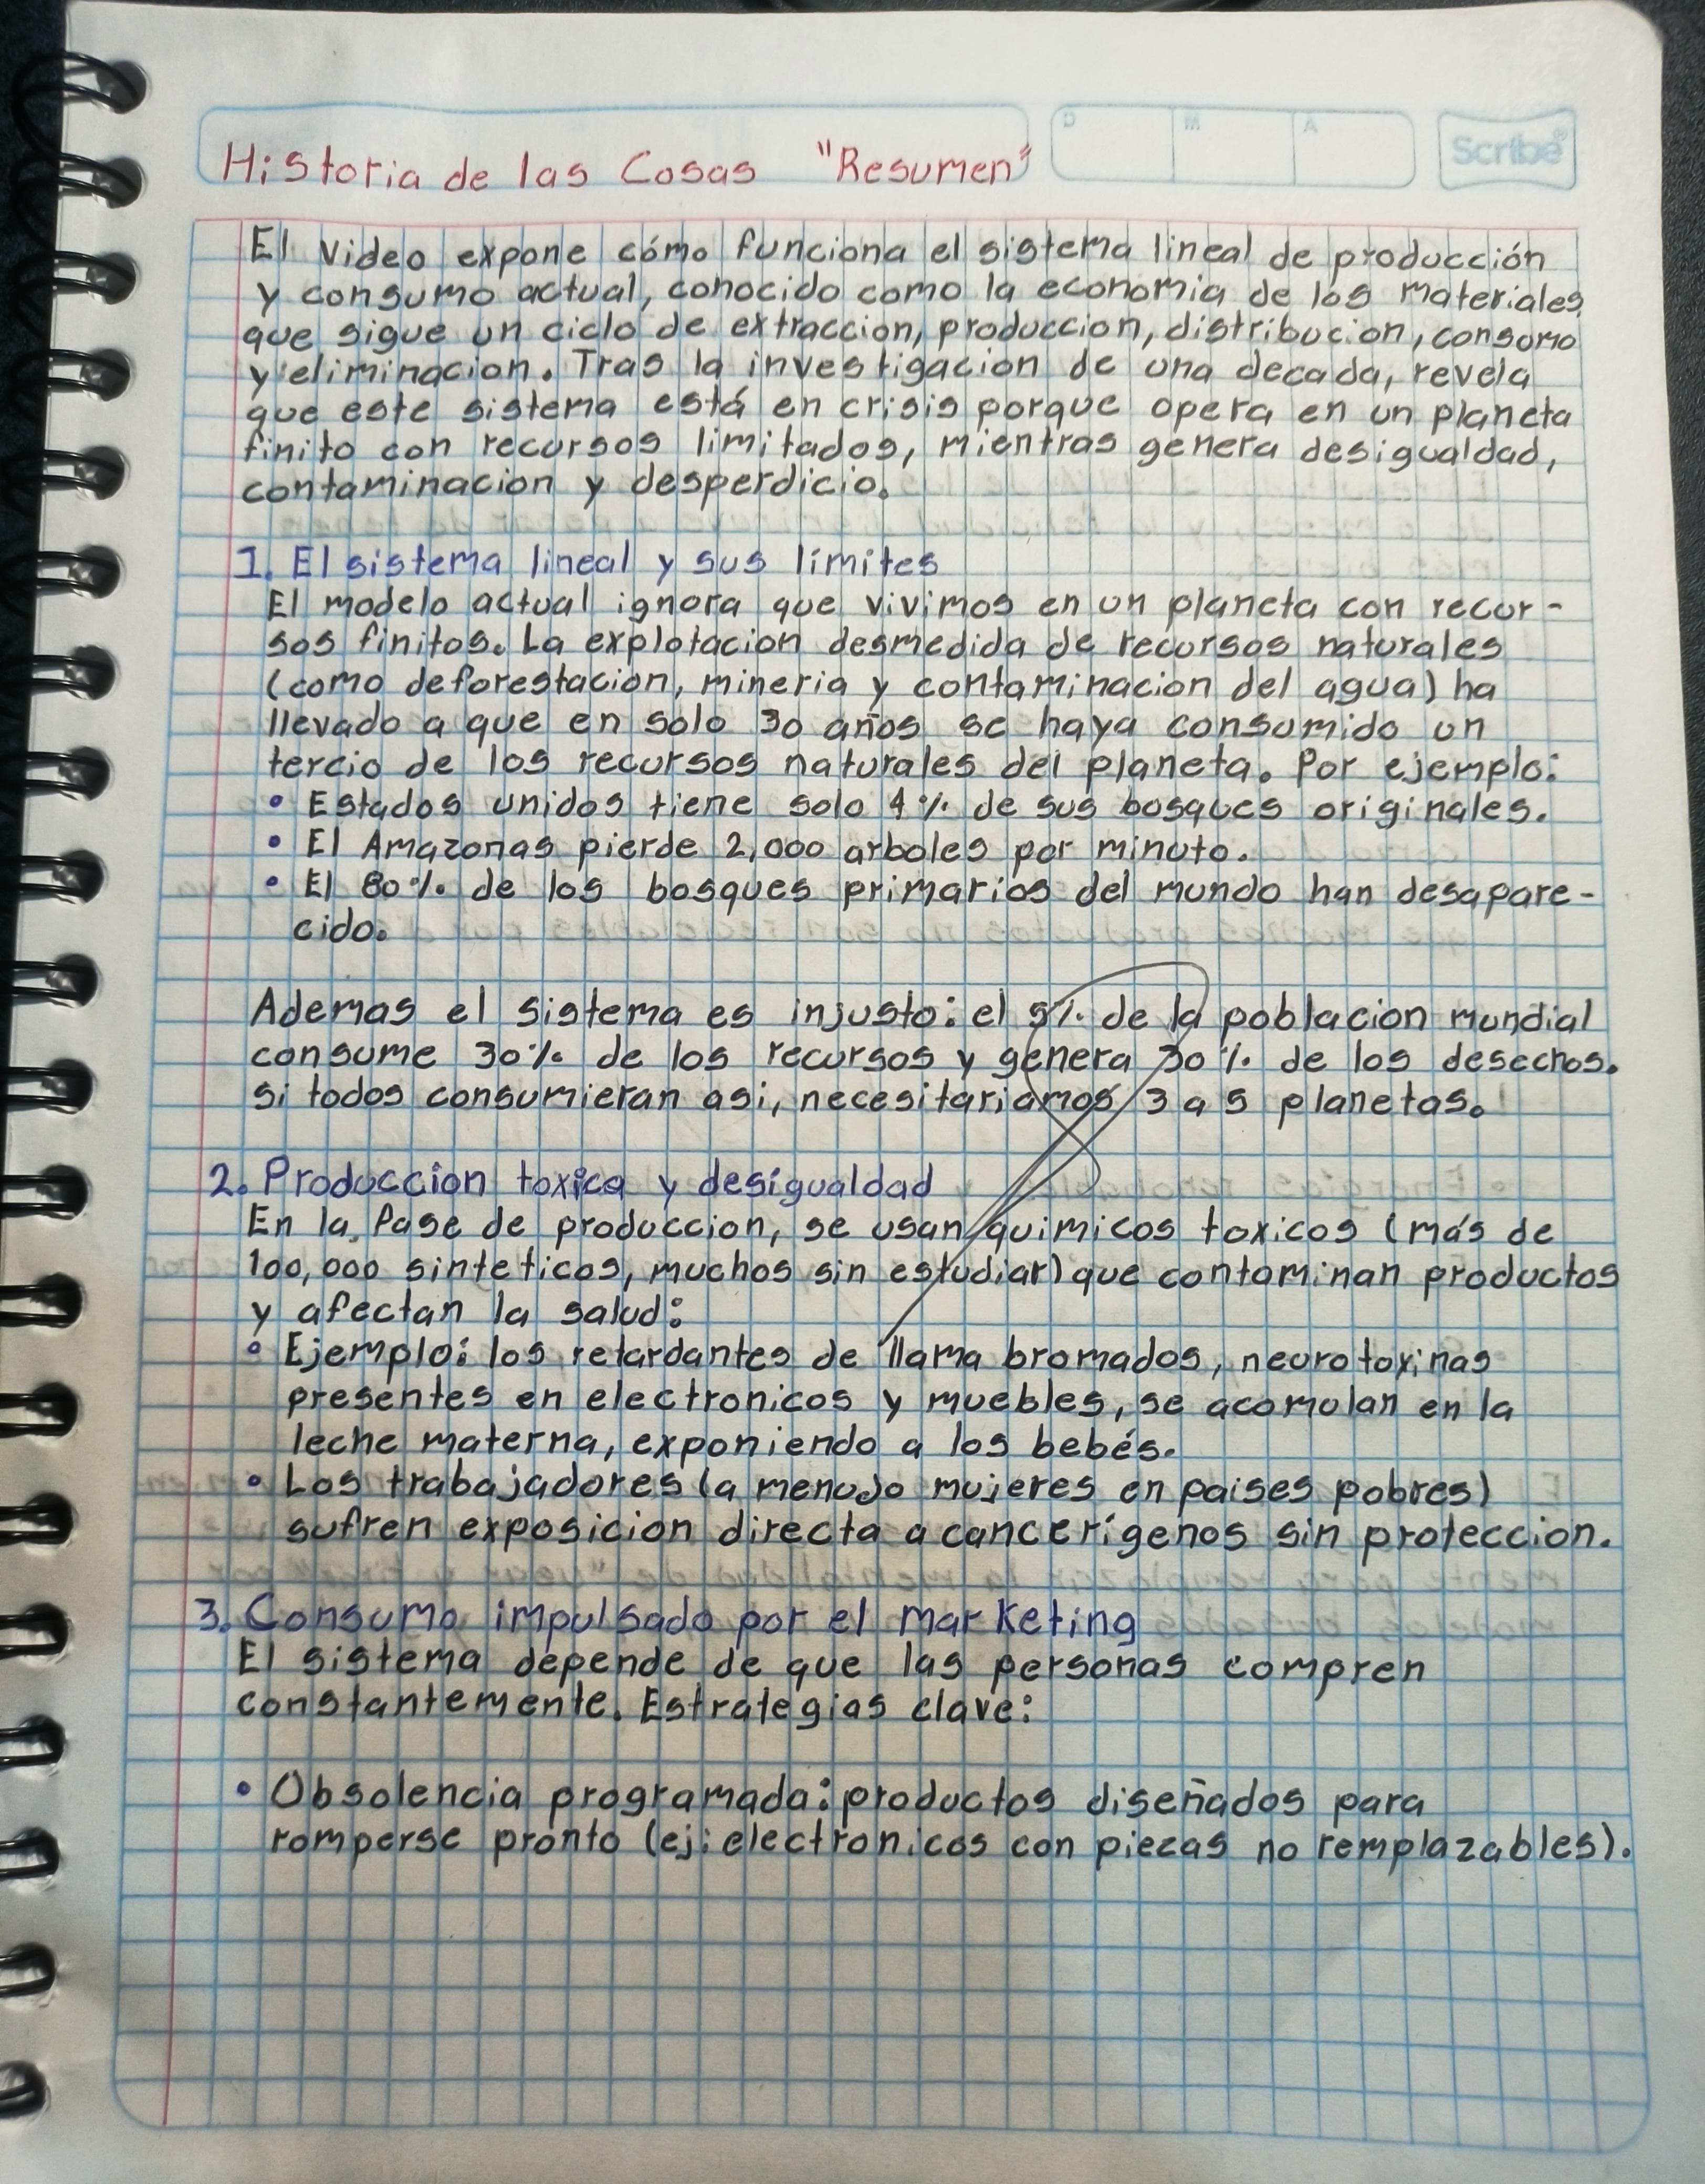 Historia de las Cosas "Resumen"
D M A
Scribe®
El video expone cómo funciona el sistema lineal de producción
y consumo actual, conocido como la economia de los materiales,
que sigue un ciclo de extraccion, produccion, distribucion, consumo
y eliminacion. Tras la investigacion de una decada, revela
que este sistema está en crisis porque opera en un planeta
finito con recursos limitados, mientras genera desigualdad,
contaminacion y desperdicio.
1. El sistema lineal y sus límites
El modelo actual ignora que vivimos en un planeta con recur-
sos finitos. La explotacion desmedida de recursos naturales
(como deforestacion, mineria y contaminacion del agua) ha
llevado a que en solo 30 años se haya consumido un
tercio de los recursos naturales del planeta. Por ejemplo:
• Estados unidos tiene solo 4% de sus bosques originales.
• El Amazonas pierde 2,000 arboles por minuto.
• El 80% de los bosques primarios del mundo han desapare-
cido.
Ademas el sistema es injusto: el 5% de la poblacion mundial
consume 30% de los recursos y genera 30% de los desechos.
si todos consumieran asi, necesitariamos 3 a 5 planetas.
2. Produccion toxica y desigualdad
En la fase de produccion, se usan quimicos toxicos (más de
100,000 sinteticos, muchos sin estudiar) que contaminan productos
y afectan la salud:
• Ejemplo: los retardantes de llama bromados, neurotoxinas
presentes en electronicos y muebles, se acomulan en la
leche materna, exponiendo a los bebés.
• Los trabajadores (a menudo mujeres en paises pobres)
sufren exposicion directa a cancerígenos sin proteccion.
3. Consumo impulsado por el marketing
El sistema depende de que las personas compren
constantemente. Estrategias clave:
• Obsolencia programada: productos diseñados para
romperse pronto (ej: electronicos con piezas no remplazables).